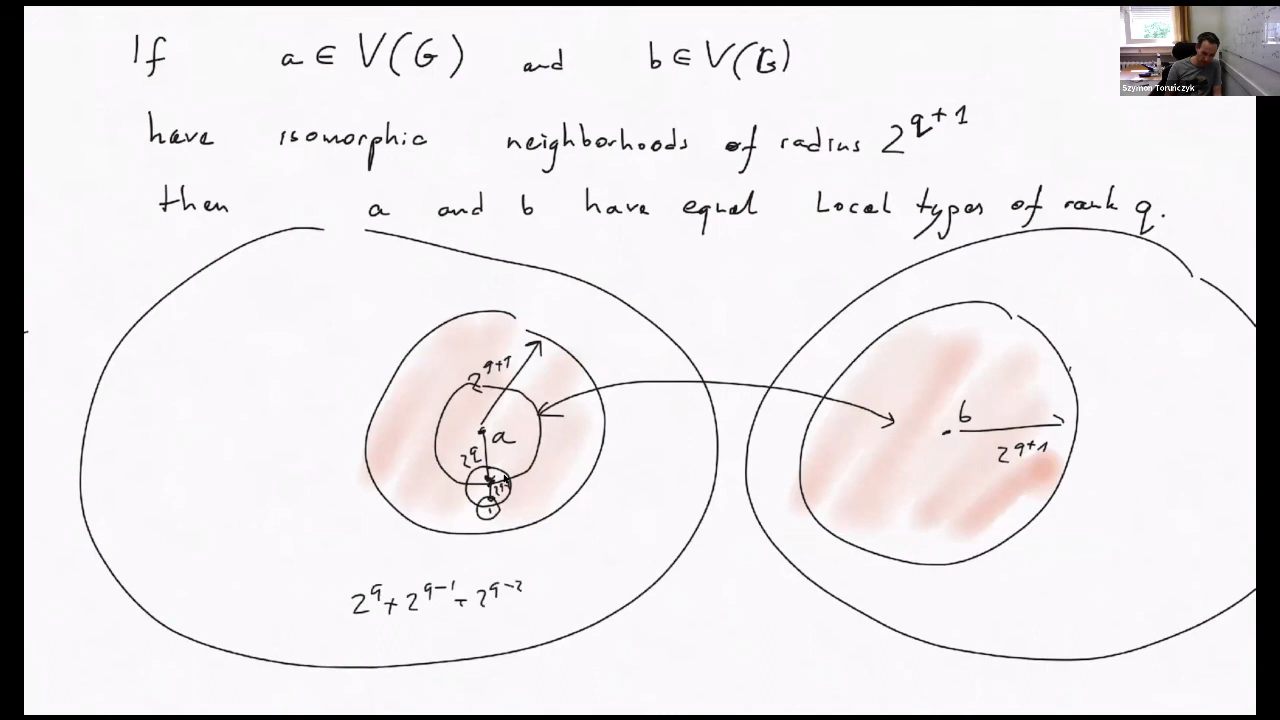 If a ∈ V(G) and b ∈ V(G)
Szymon Toruńczyk
have isomorphic neighborhoods of radius 2^{q+1}
then a and b have equal Local types of rank q.
2^{q+1}
a
2^q
b
2^{q+1}
2^q + 2^{q-1} + 2^{q-2}